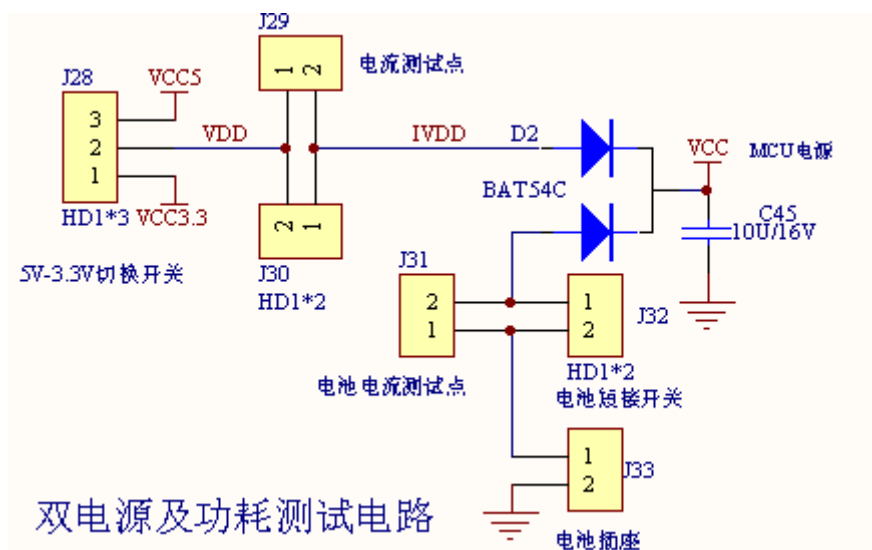 J29
1 2
电流测试点
J28
VCC5
3
2
1
VDD
IVDD
D2
VCC
MCU电源
BAT54C
HD1*3
VCC3.3
2 1
C45
10U/16V
5V-3.3V切换开关
J30
HD1*2
J31
2
1
1
2
J32
电池电流测试点
HD1*2
电池短接开关
1
2
J33
双电源及功耗测试电路
电池插座